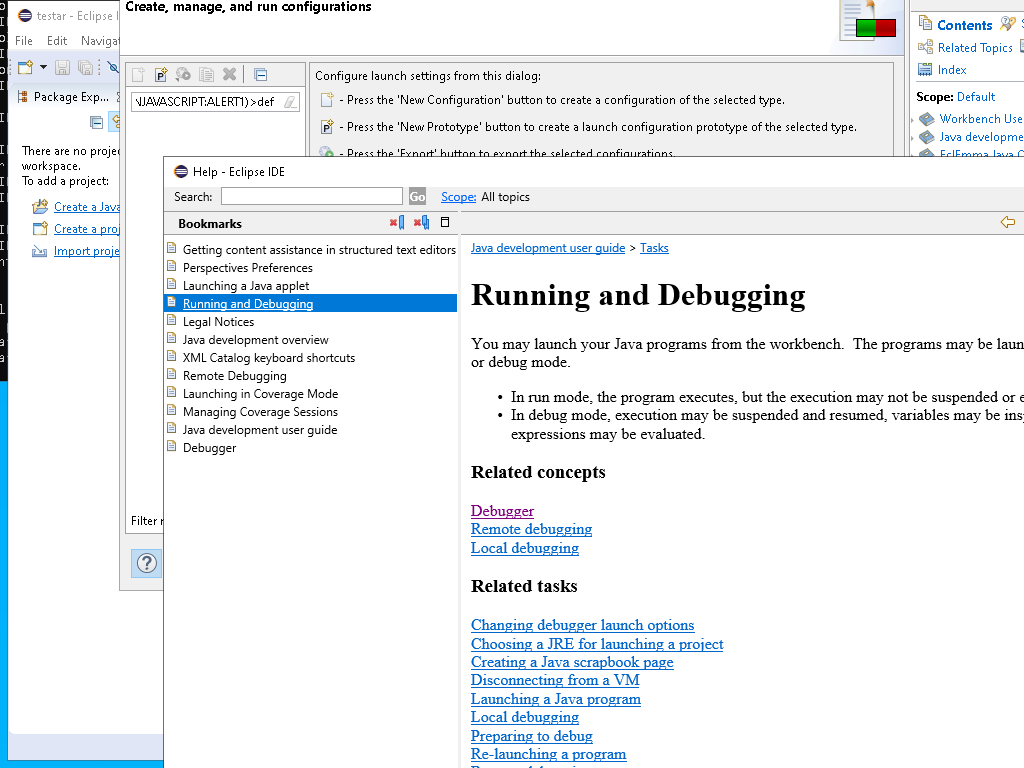 Create, manage, and run configurations
testar - Eclipse I
File Edit Navigat
Package Exp...
There are no projec
workspace.
To add a project:
Create a Java
Create a proj
Import proje
\JAVASCRIPT:ALERT1)>def
Filter
Configure launch settings from this dialog:
- Press the 'New Configuration' button to create a configuration of the selected type.
- Press the 'New Prototype' button to create a launch configuration prototype of the selected type.
- Press the 'Export' button to export the selected configurations.
Contents
Related Topics
Index
Scope: Default
Workbench Use
Java developme
EclEmma Java C
Help - Eclipse IDE
Search:
Go
Scope: All topics
Bookmarks
Getting content assistance in structured text editors
Perspectives Preferences
Launching a Java applet
Running and Debugging
Legal Notices
Java development overview
XML Catalog keyboard shortcuts
Remote Debugging
Launching in Coverage Mode
Managing Coverage Sessions
Java development user guide
Debugger
Java development user guide > Tasks
Running and Debugging
You may launch your Java programs from the workbench. The programs may be laun
or debug mode.
• In run mode, the program executes, but the execution may not be suspended or e
• In debug mode, execution may be suspended and resumed, variables may be insp
expressions may be evaluated.
Related concepts
Debugger
Remote debugging
Local debugging
Related tasks
Changing debugger launch options
Choosing a JRE for launching a project
Creating a Java scrapbook page
Disconnecting from a VM
Launching a Java program
Local debugging
Preparing to debug
Re-launching a program